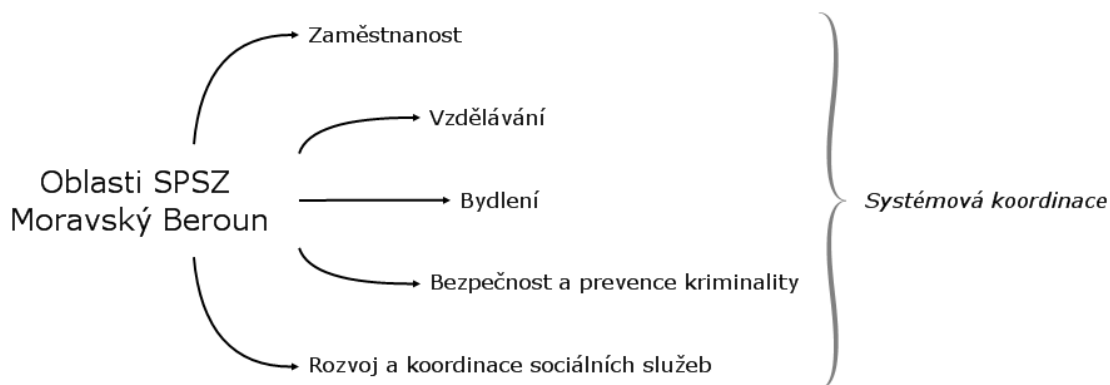 Zaměstnanost
Vzdělávání
Oblasti SPSZ
Moravský Beroun
Bydlení
Systémová koordinace
Bezpečnost a prevence kriminality
Rozvoj a koordinace sociálních služeb